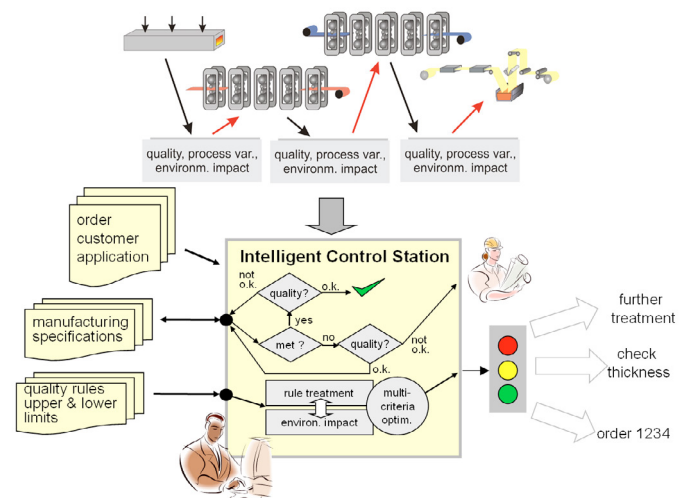 quality, process var.,
environm. impact
quality, process var.,
environm. impact
quality, process var.,
environm. impact
order
customer
application
manufacturing
specifications
quality rules
upper & lower
limits
Intelligent Control Station
not
o.k.
quality?
o.k.
yes
met ?
no
quality?
not
o.k.
o.k.
rule treatment
environ. impact
multi-
criteria
optim.
further
treatment
check
thickness
order 1234